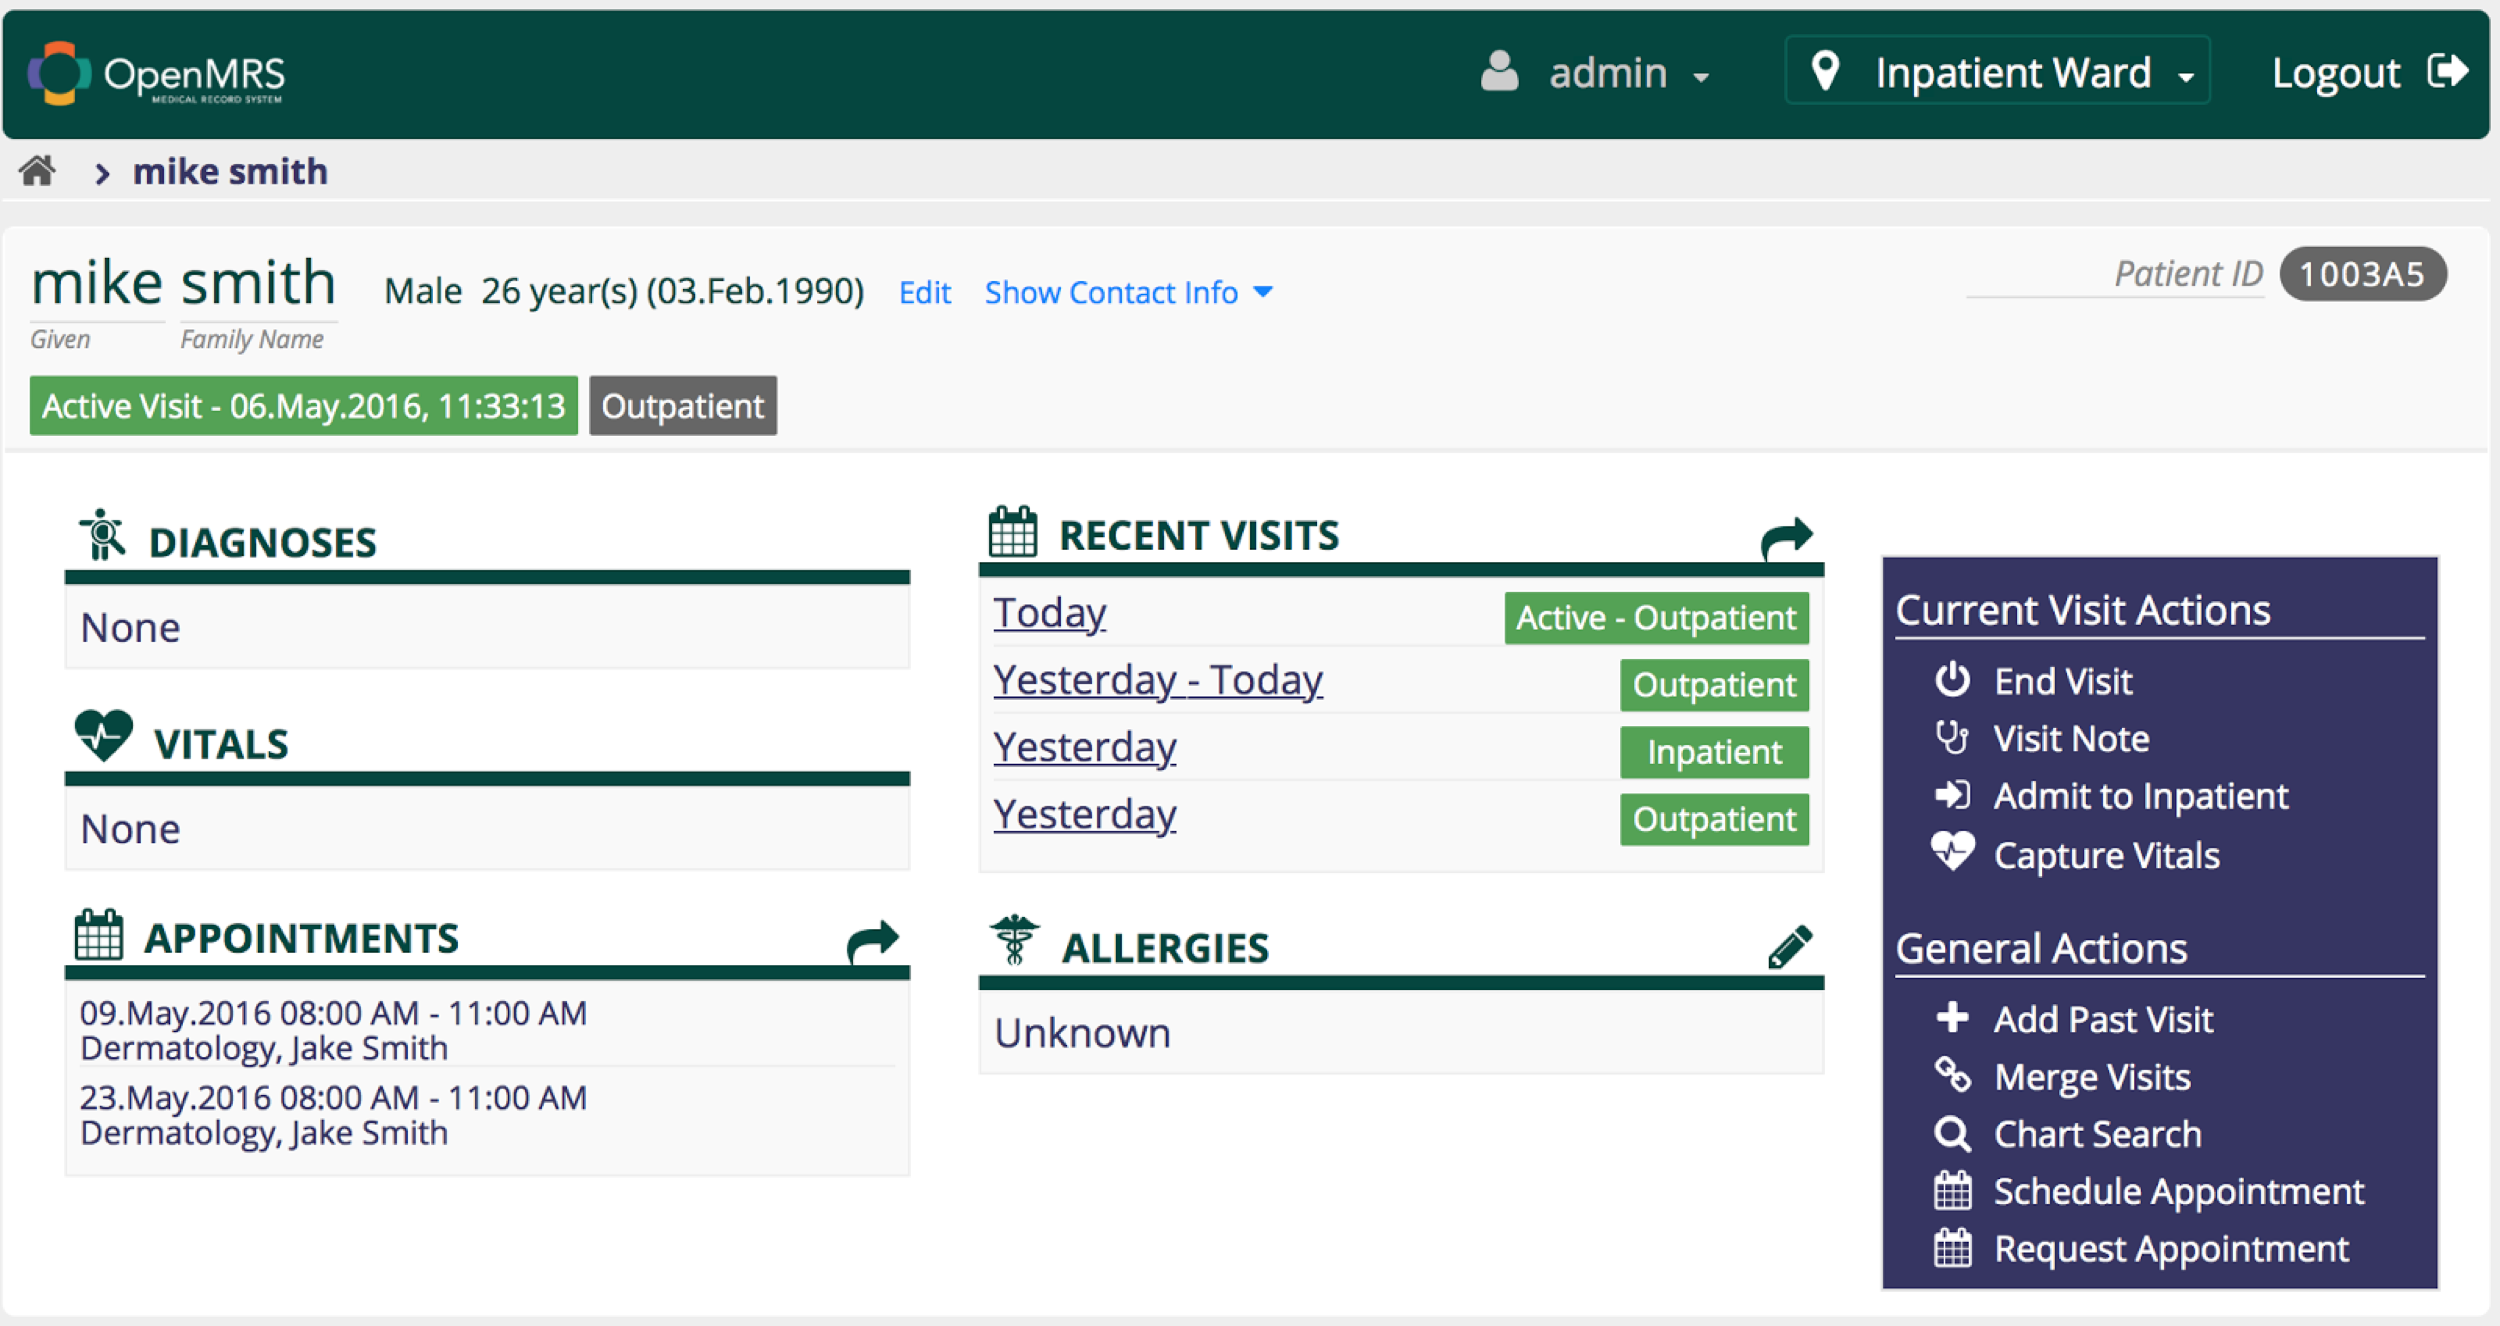 OpenMRS
MEDICAL RECORD SYSTEM
admin
Inpatient Ward
Logout
mike smith
mike smith
Given Family Name
Male 26 year(s) (03.Feb.1990) Edit Show Contact Info
Patient ID 1003A5
Active Visit - 06.May.2016, 11:33:13 Outpatient
DIAGNOSES
None
VITALS
None
APPOINTMENTS
09.May.2016 08:00 AM - 11:00 AM
Dermatology, Jake Smith
23.May.2016 08:00 AM - 11:00 AM
Dermatology, Jake Smith
RECENT VISITS
Today Active - Outpatient
Yesterday - Today Outpatient
Yesterday Inpatient
Yesterday Outpatient
ALLERGIES
Unknown
Current Visit Actions
End Visit
Visit Note
Admit to Inpatient
Capture Vitals
General Actions
Add Past Visit
Merge Visits
Chart Search
Schedule Appointment
Request Appointment